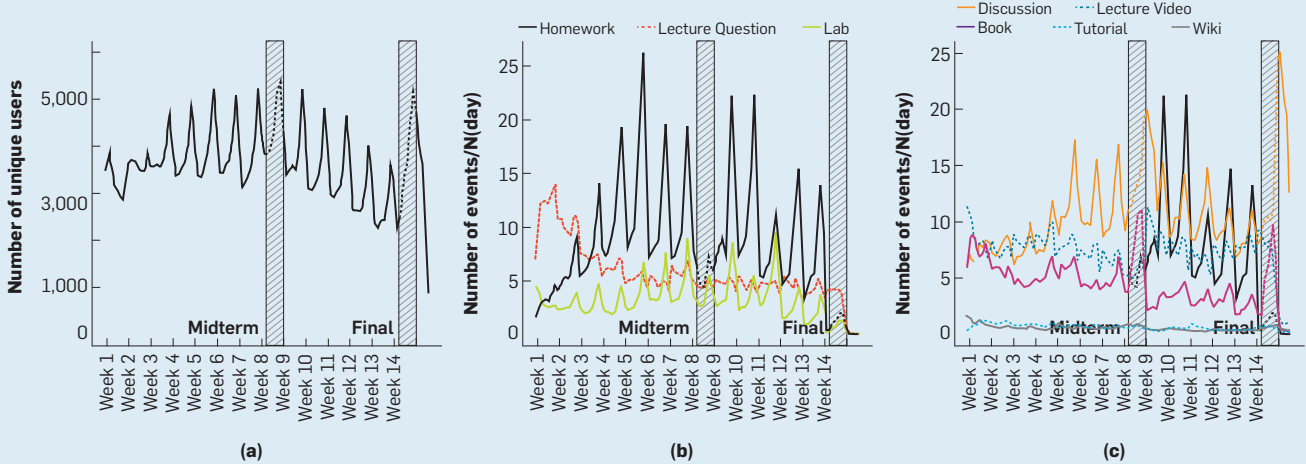 Number of unique users
5,000
3,000
1,000
0
Midterm
Final
Week 1
Week 2
Week 3
Week 4
Week 5
Week 6
Week 7
Week 8
Week 9
Week 10
Week 11
Week 12
Week 13
Week 14
(a)
Homework Lecture Question Lab
Number of events/N(day)
25
20
15
10
5
0
Midterm
Final
Week 1
Week 2
Week 3
Week 4
Week 5
Week 6
Week 7
Week 8
Week 9
Week 10
Week 11
Week 12
Week 13
Week 14
(b)
Discussion Lecture Video
Book Tutorial Wiki
Number of events/N(day)
25
20
15
10
5
0
Midterm
Final
Week 1
Week 2
Week 3
Week 4
Week 5
Week 6
Week 7
Week 8
Week 9
Week 10
Week 11
Week 12
Week 13
Week 14
(c)